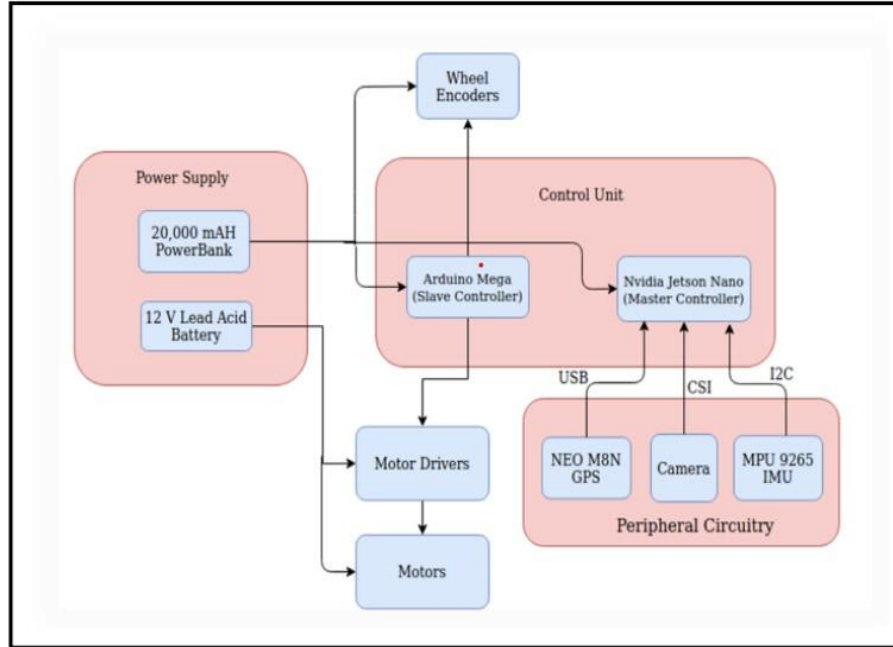 Wheel
Encoders
Power Supply
Control Unit
20,000 mAH
PowerBank
Arduino Mega
(Slave Controller)
Nvidia Jetson Nano
(Master Controller)
12 V Lead Acid
Battery
USB
CSI
I2C
Motor Drivers
NEO M8N
GPS
Camera
MPU 9265
IMU
Peripheral Circuitry
Motors